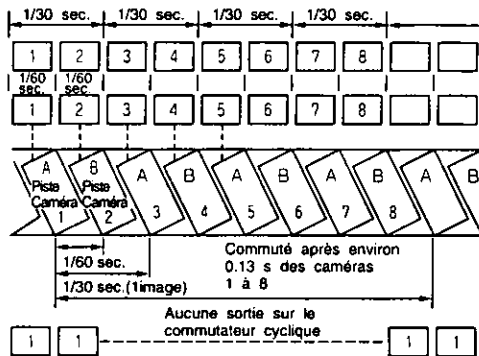 1/30 sec. 1/30 sec. 1/30 sec. 1/30 sec.
1 2 3 4 5 6 7 8
1/60 sec. 1/60 sec.
1 2 3 4 5 6 7 8
A B A B A B A B A B
Piste Caméra 1 Piste Caméra 2 3 4 5 6 7 8
1/60 sec.
1/30 sec.(1image)
Commuté après environ
0.13 s des caméras
1 à 8
Aucune sortie sur le
commutateur cyclique
1 1 1 1